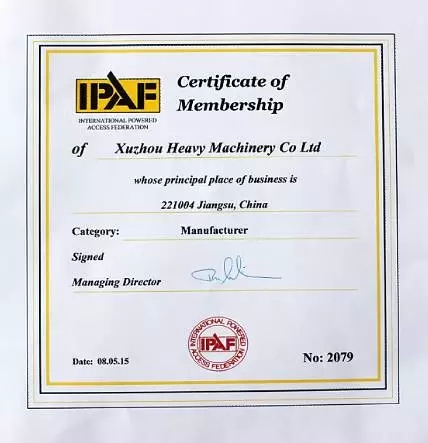 IPAF
INTERNATIONAL POWERED
ACCESS FEDERATION
Certificate of
Membership
of Xuzhou Heavy Machinery Co Ltd
whose principal place of business is
221004 Jiangsu, China
Category: Manufacturer
Signed
Managing Director
INTERNATIONAL POWERED
IPAF
ACCESS FEDERATION
Date: 08.05.15
No: 2079